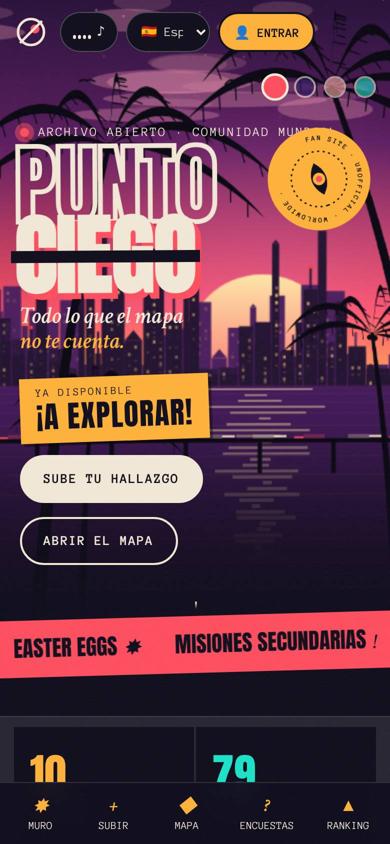 Esp
ENTRAR
ARCHIVO ABIERTO · COMUNIDAD
FAN SITE · UNOFFICIAL · WORLDWIDE ·
PUNTO
CIEGO
Todo lo que el mapa
no te cuenta.
YA DISPONIBLE
¡A EXPLORAR!
SUBE TU HALLAZGO
ABRIR EL MAPA
EASTER EGGS ✸ MISIONES SECUNDARIAS
10 79
MURO SUBIR MAPA ENCUESTAS RANKING